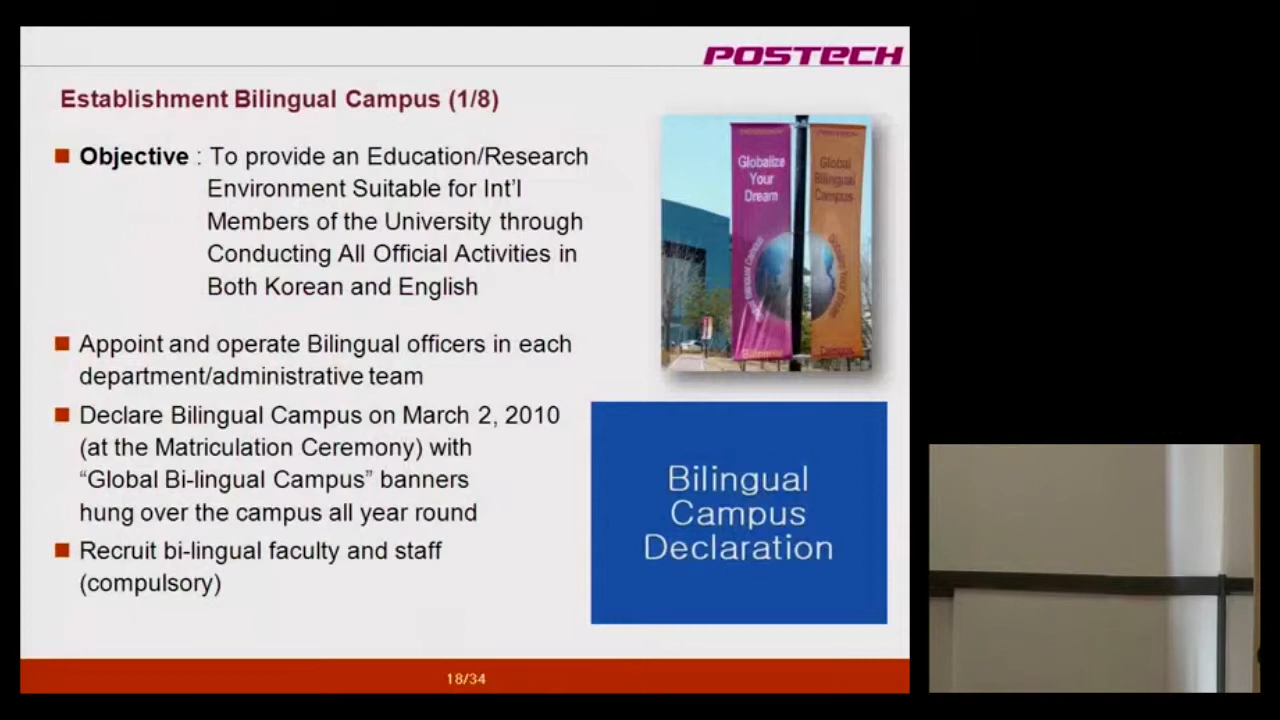 POSTECH
Establishment Bilingual Campus (1/8)
Objective : To provide an Education/Research
Environment Suitable for Int'l
Members of the University through
Conducting All Official Activities in
Both Korean and English
Appoint and operate Bilingual officers in each
department/administrative team
Declare Bilingual Campus on March 2, 2010
(at the Matriculation Ceremony) with
“Global Bi-lingual Campus” banners
hung over the campus all year round
Recruit bi-lingual faculty and staff
(compulsory)
Globalize
Your
Dream
Global
Bilingual
Campus
Bilingual
Campus
Declaration
18/34